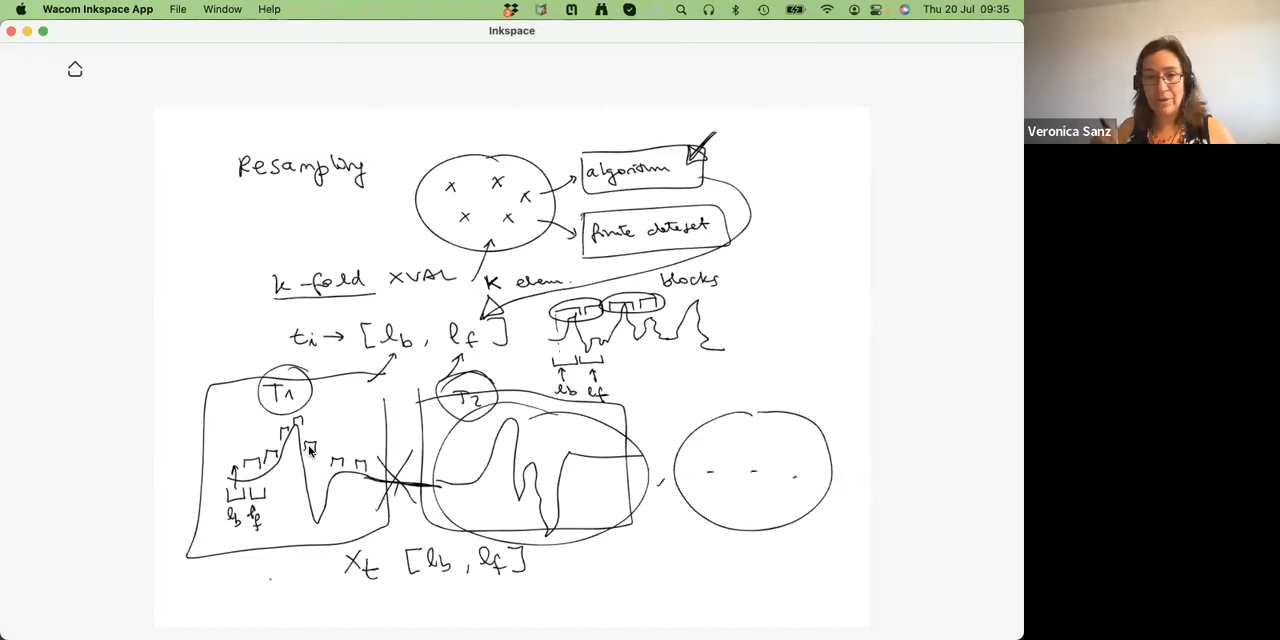 Wacom Inkspace App File Window Help Thu 20 Jul 09:35
Inkspace
Veronica Sanz
Resampling
algorithm
finite dateset
k-fold XVAL K elem.
blocks
ti → [lb, lf]
lb lf
T1
T2
lb lf
Xt [lb, lf]